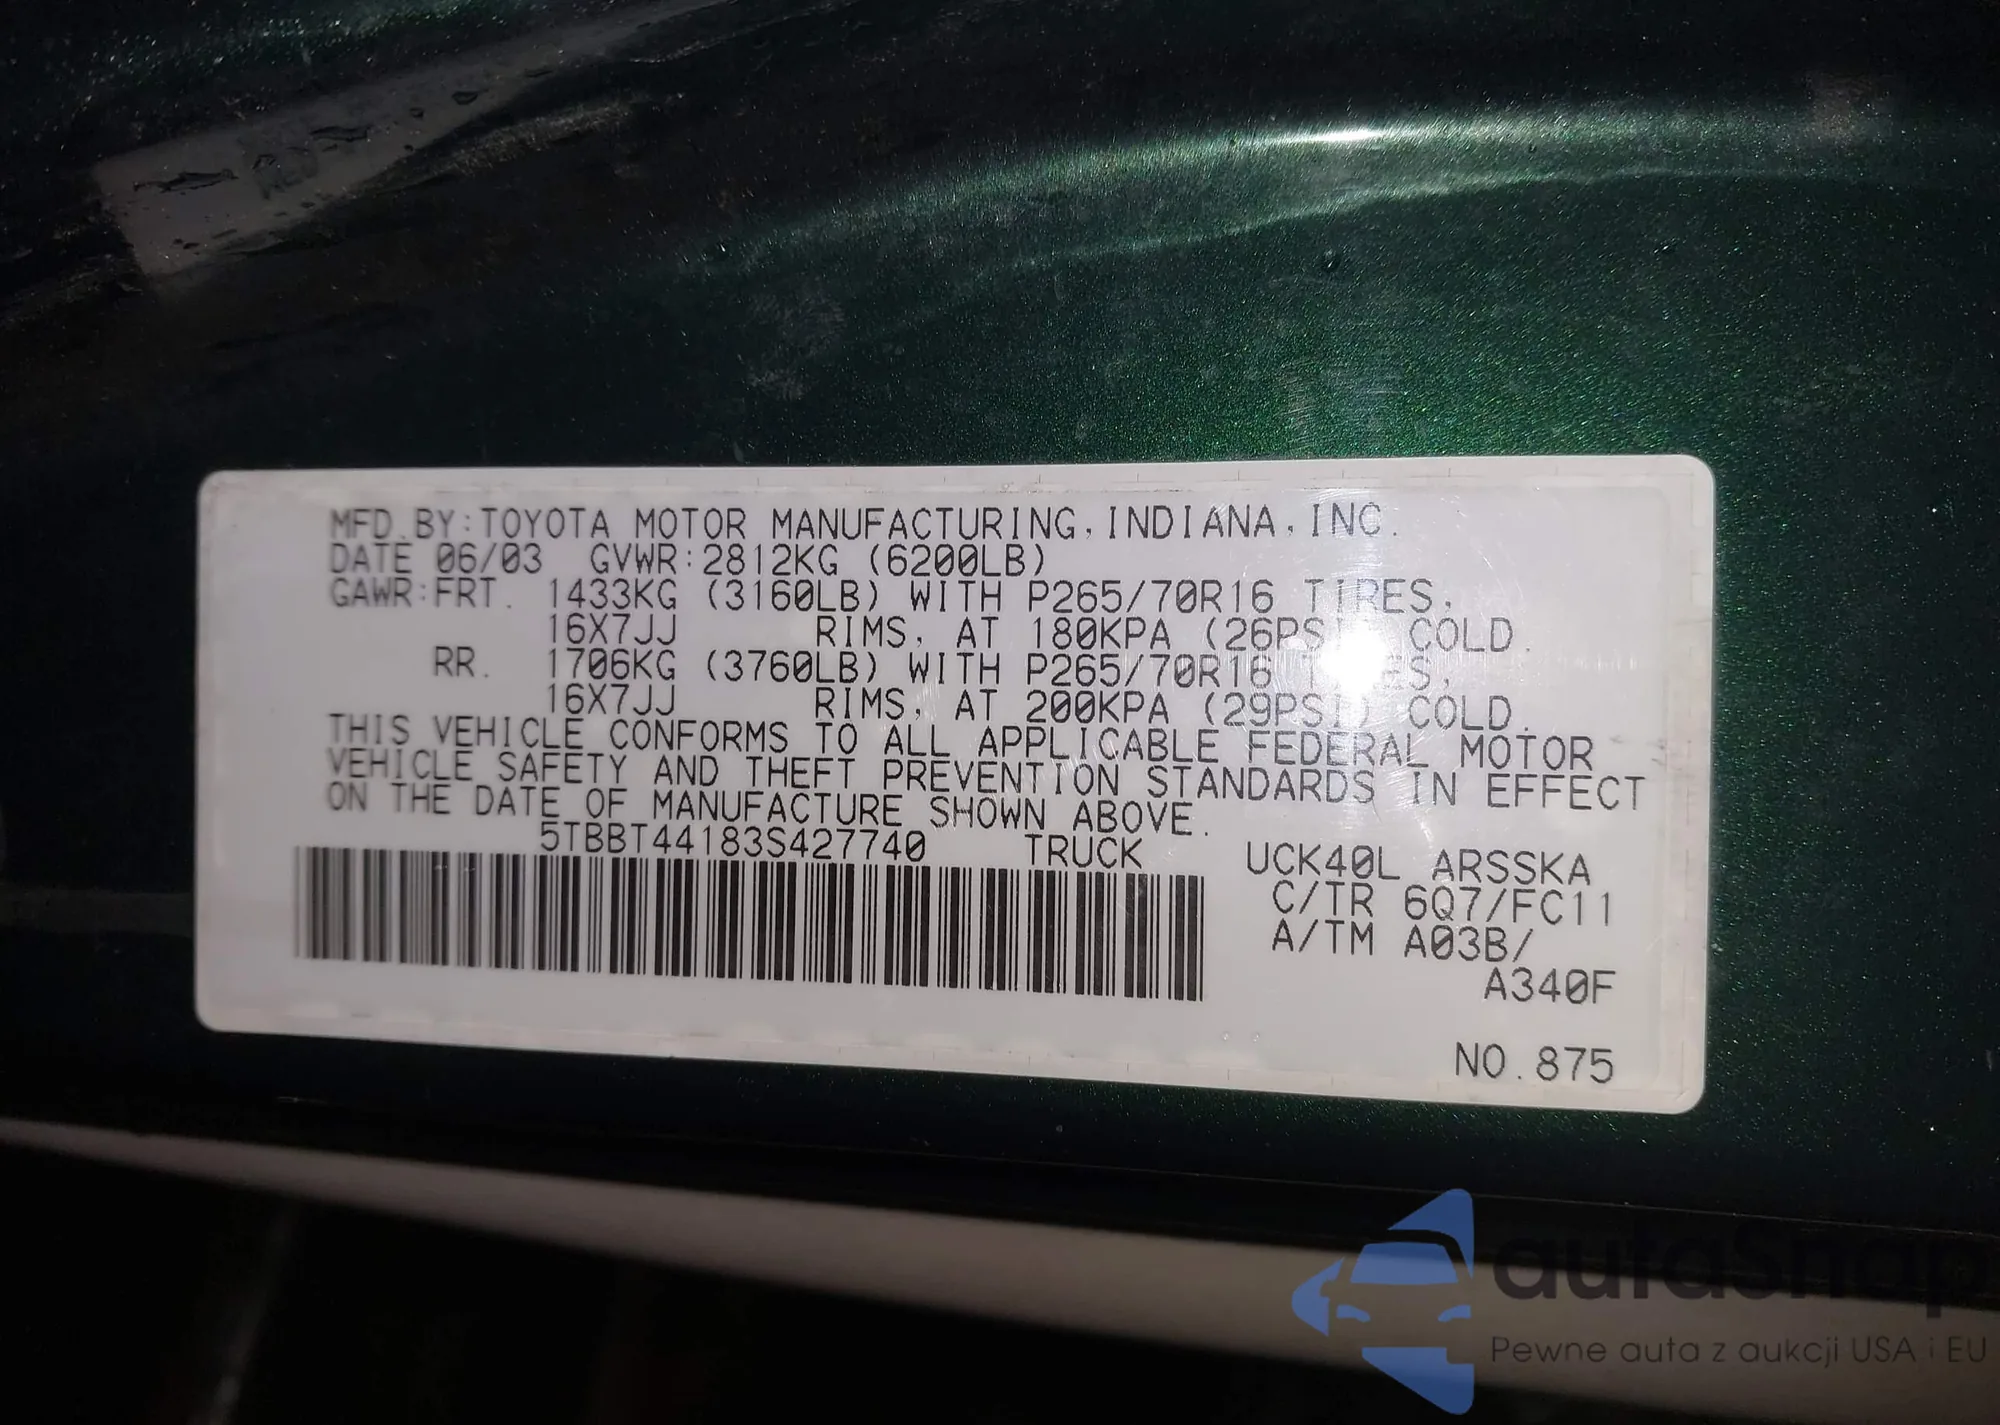 MFD.BY:TOYOTA MOTOR MANUFACTURING,INDIANA,INC.
DATE 06/03 GVWR:2812KG (6200LB)
GAWR:FRT. 1433KG (3160LB) WITH P265/70R16 TIRES,
16X7JJ RIMS, AT 180KPA (26PSI) COLD.
RR. 1706KG (3760LB) WITH P265/70R16 TIRES,
16X7JJ RIMS, AT 200KPA (29PSI) COLD.
THIS VEHICLE CONFORMS TO ALL APPLICABLE FEDERAL MOTOR
VEHICLE SAFETY AND THEFT PREVENTION STANDARDS IN EFFECT
ON THE DATE OF MANUFACTURE SHOWN ABOVE.
5TBBT44183S427740 TRUCK UCK40L ARSSKA
C/TR 6Q7/FC11
A/TM A03B/
A340F
NO.875
autaSnap
Pewne auta z aukcji USA i EU